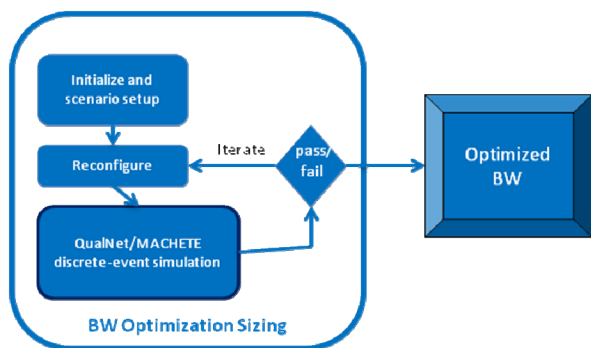 Initialize and
scenario setup
Iterate
pass/
fail
Reconfigure
Optimized
BW
QualNet/MACHETE
discrete-event simulation
BW Optimization Sizing